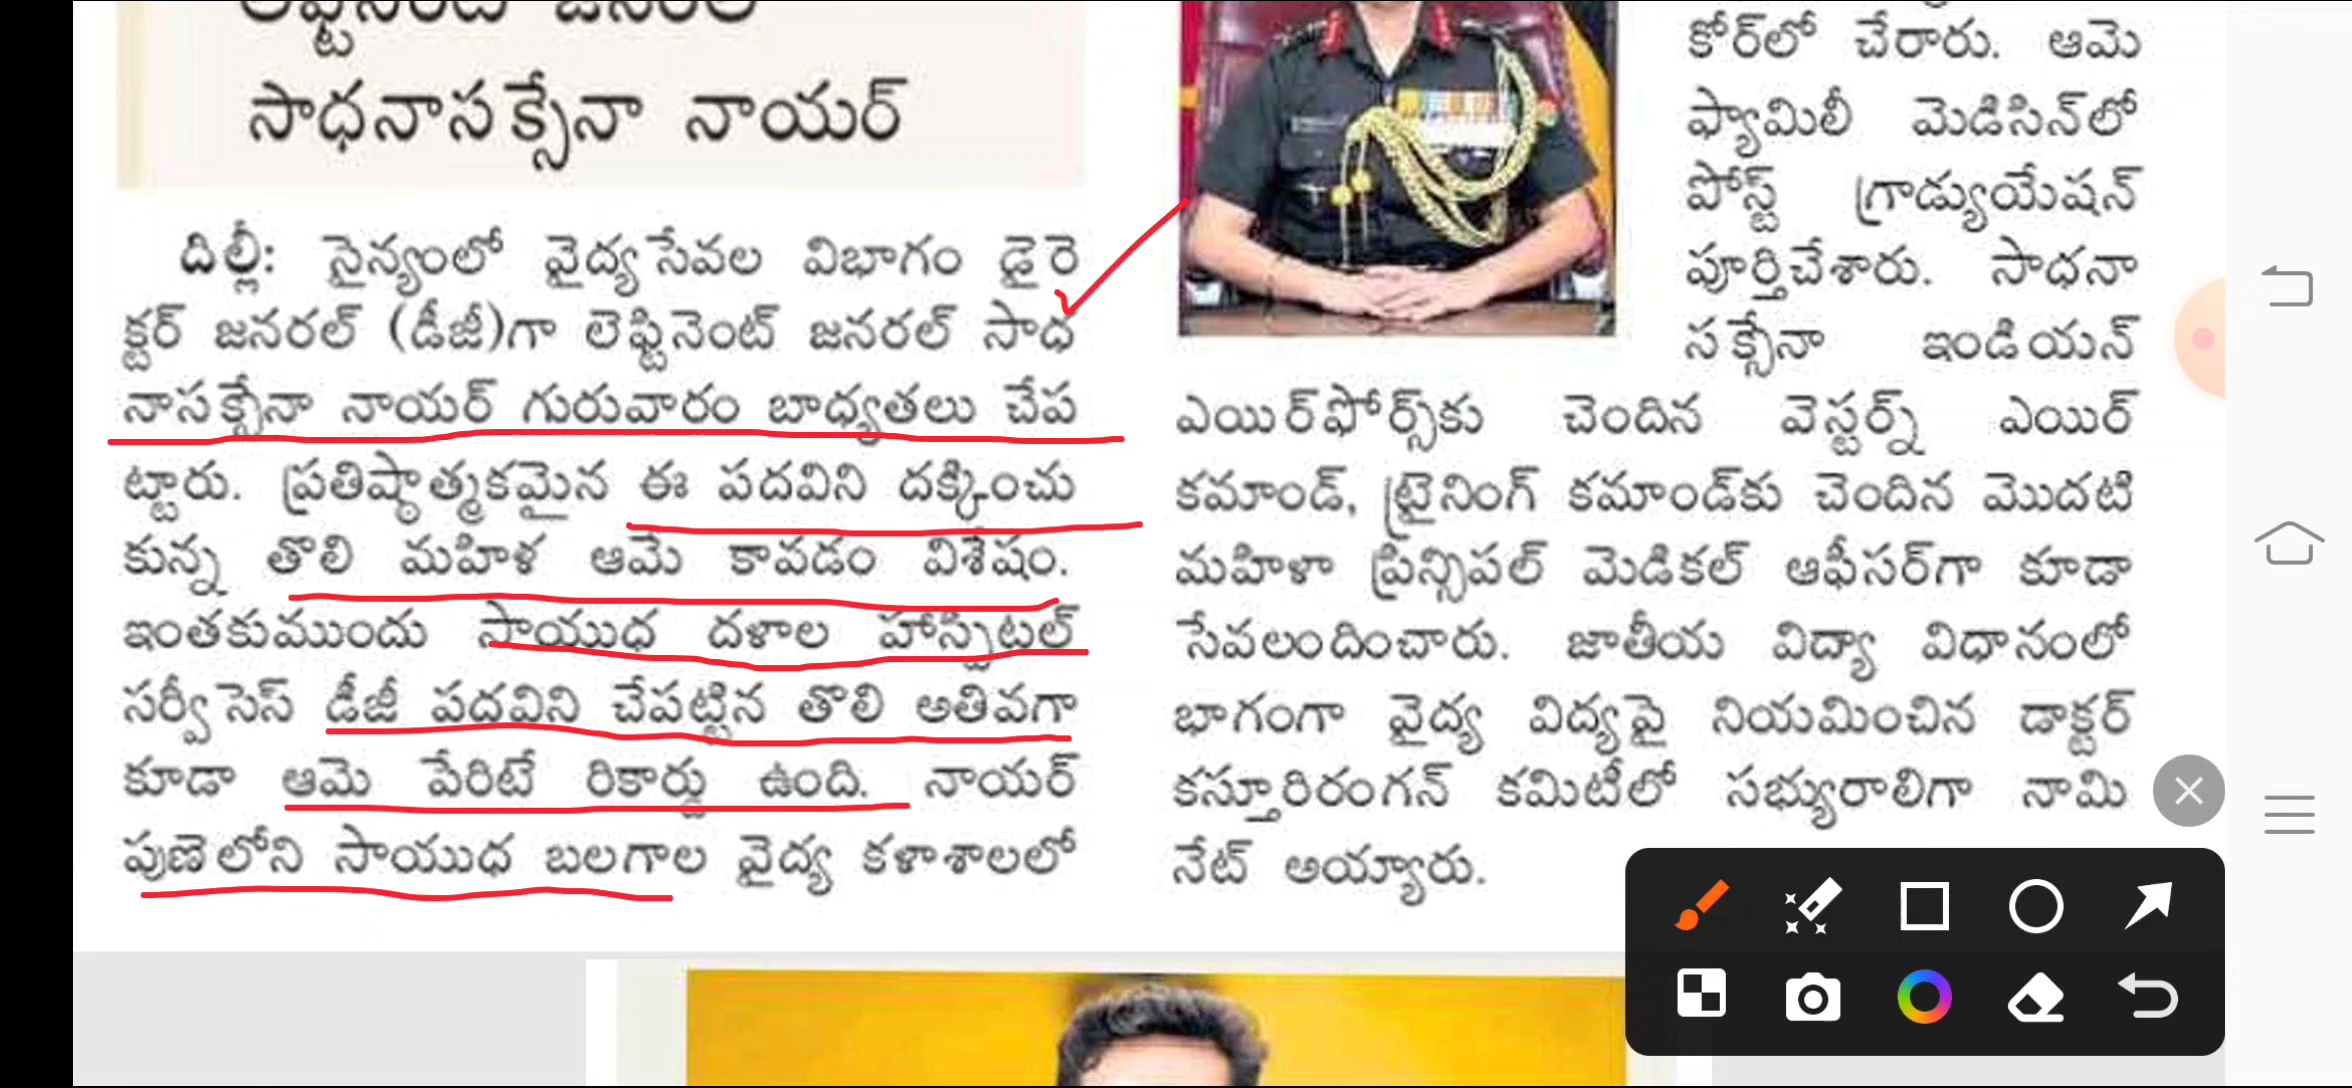 లెఫ్టినెంట్ జనరల్
సాధనాసక్సేనా నాయర్
దిల్లీ: సైన్యంలో వైద్యసేవల విభాగం డైరె
క్టర్ జనరల్ (డీజీ)గా లెఫ్టినెంట్ జనరల్ సాధ
నాసక్సేనా నాయర్ గురువారం బాధ్యతలు చేప
ట్టారు. ప్రతిష్ఠాత్మకమైన ఈ పదవిని దక్కించు
కున్న తొలి మహిళ ఆమే కావడం విశేషం.
ఇంతకుముందు సాయుధ దళాల హాస్పిటల్
సర్వీసెస్ డీజీ పదవిని చేపట్టిన తొలి అతివగా
కూడా ఆమె పేరిటే రికార్డు ఉంది. నాయర్
పుణెలోని సాయుధ బలగాల వైద్య కళాశాలలో
కోర్‌లో చేరారు. ఆమె
ఫ్యామిలీ మెడిసిన్‌లో
పోస్ట్ గ్రాడ్యుయేషన్
పూర్తిచేశారు. సాధనా
సక్సేనా ఇండియన్
ఎయిర్‌ఫోర్స్‌కు చెందిన వెస్టర్న్ ఎయిర్
కమాండ్, ట్రైనింగ్ కమాండ్‌కు చెందిన మొదటి
మహిళా ప్రిన్సిపల్ మెడికల్ ఆఫీసర్‌గా కూడా
సేవలందించారు. జాతీయ విద్యా విధానంలో
భాగంగా వైద్య విద్యపై నియమించిన డాక్టర్
కస్తూరిరంగన్ కమిటీలో సభ్యురాలిగా నామి
నేట్ అయ్యారు.